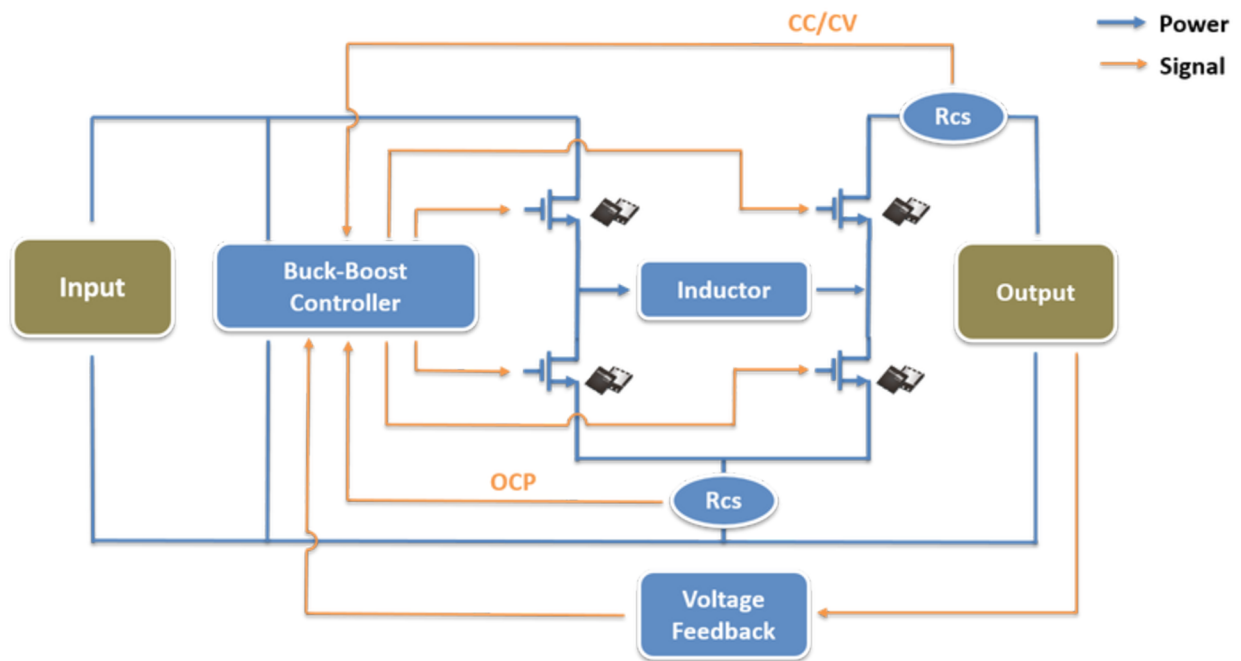 CC/CV
Power
Signal
Rcs
Input
Buck-Boost
Controller
Inductor
Output
OCP
Rcs
Voltage
Feedback